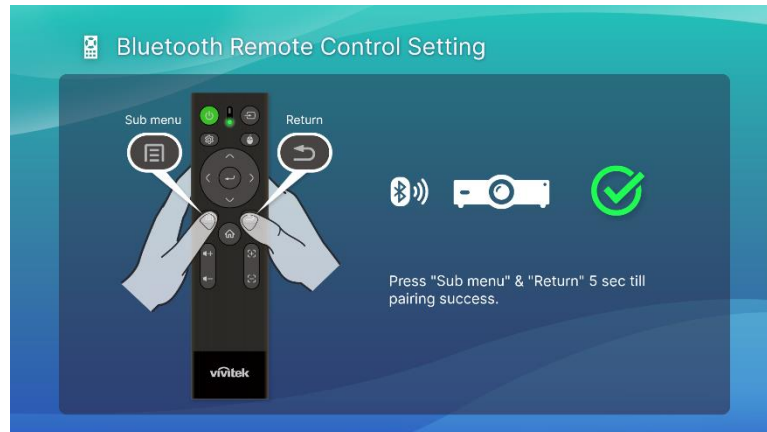 Bluetooth Remote Control Setting
Sub menu
Return
Press "Sub menu" & "Return" 5 sec till
pairing success.
vivitek